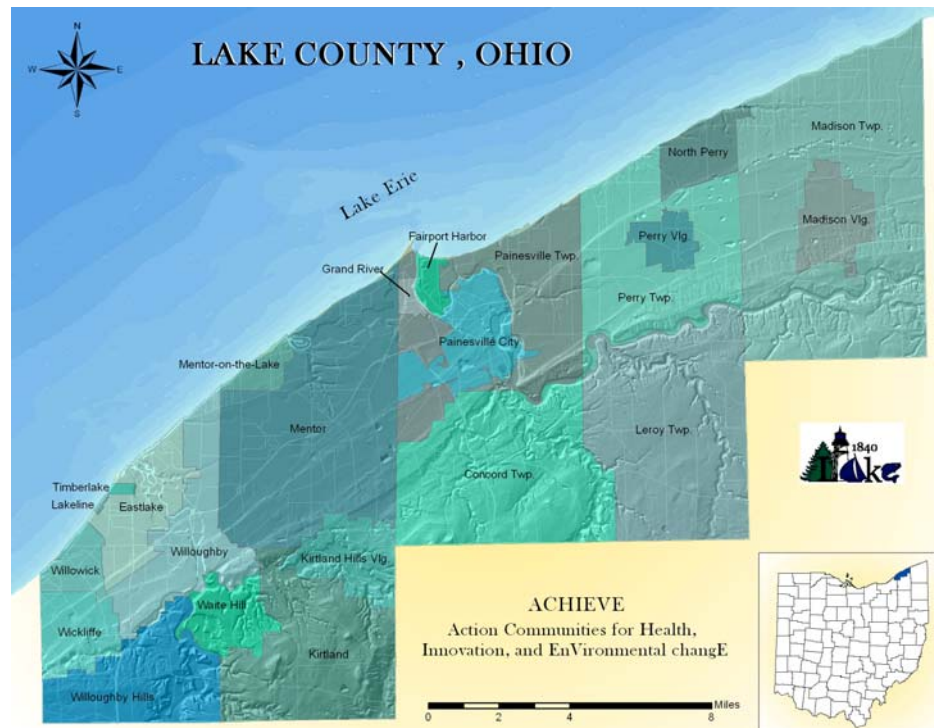 N
W E
S
LAKE COUNTY , OHIO
Madison Twp.
North Perry
Lake Erie
Madison Vlg.
Perry Vlg.
Fairport Harbor
Painesville Twp.
Grand River
Perry Twp.
Painesville City
Mentor-on-the-Lake
Mentor
Leroy Twp.
1840
Lake
Concord Twp.
Timberlake
Lakeline
Eastlake
Willoughby
Kirtland Hills Vlg.
Willowick
Waite Hill
Wickliffe
Kirtland
Willoughby Hills
ACHIEVE
Action Communities for Health,
Innovation, and EnVironmental changE
Miles
0 2 4 8